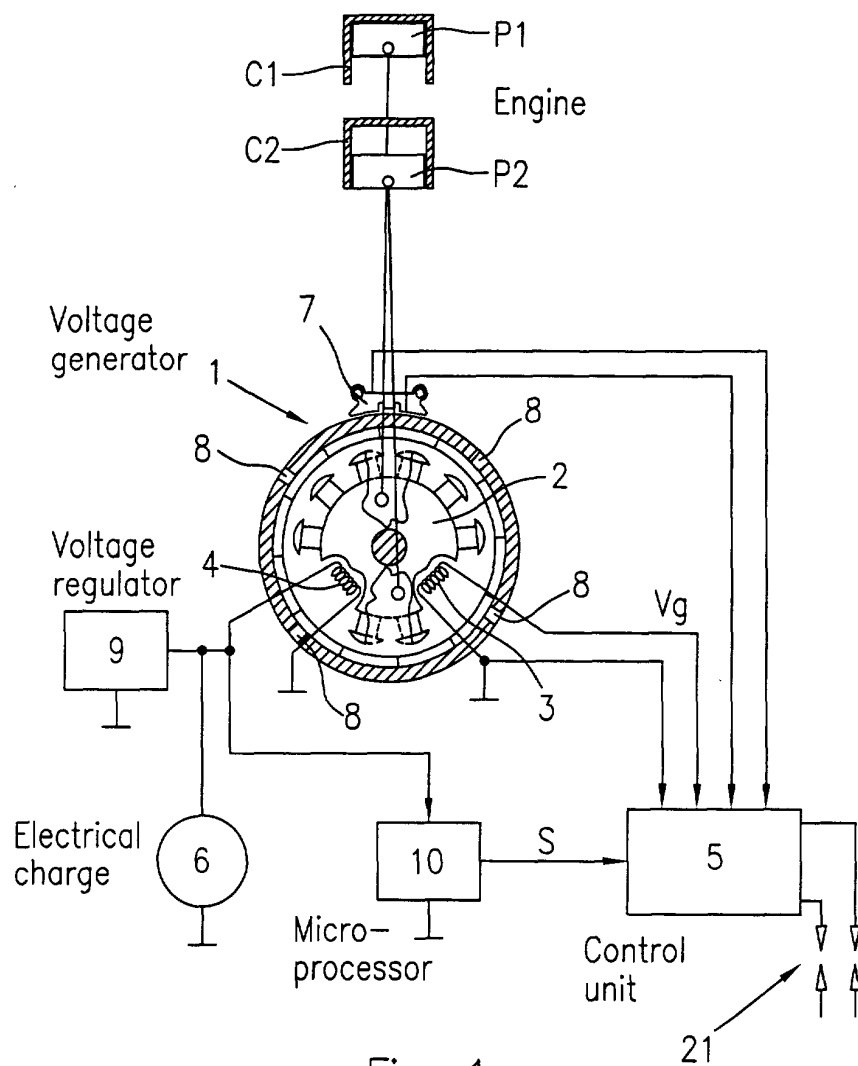 P1
C1
Engine
C2
P2
7
Voltage
generator
1
8
8
2
Voltage
regulator
4
8
Vg
9
8
3
Electrical
charge
6
10
S
5
Micro-
processor
Control
unit
21